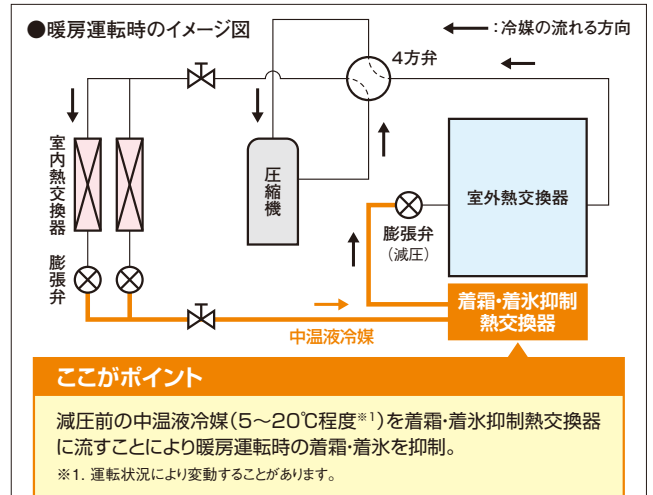 ●暖房運転時のイメージ図
:冷媒の流れる方向
4方弁
室内熱交換器
圧縮機
室外熱交換器
膨張弁
(減圧)
膨張弁
着霜・着氷抑制
熱交換器
中温液冷媒
ここがポイント
減圧前の中温液冷媒(5〜20℃程度※1)を着霜・着氷抑制熱交換器
に流すことにより暖房運転時の着霜・着氷を抑制。
※1. 運転状況により変動することがあります。